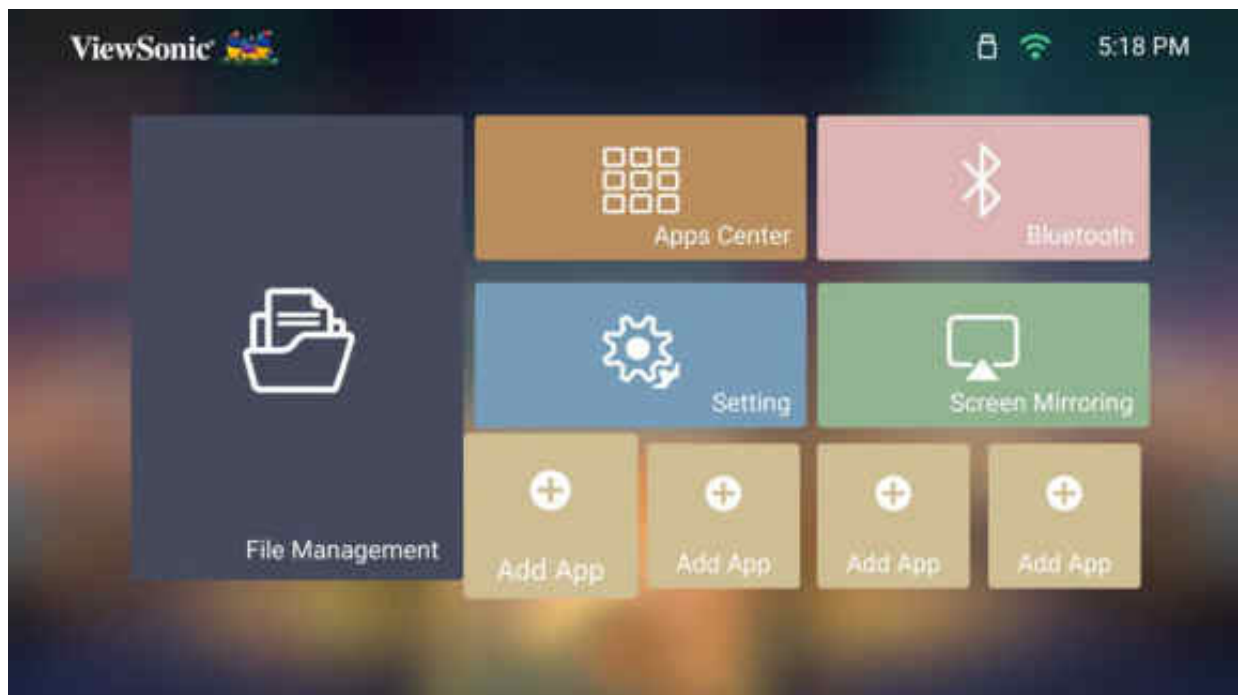 ViewSonic
5:18 PM
Apps Center
Bluetooth
Setting
Screen Mirroring
File Management
Add App
Add App
Add App
Add App